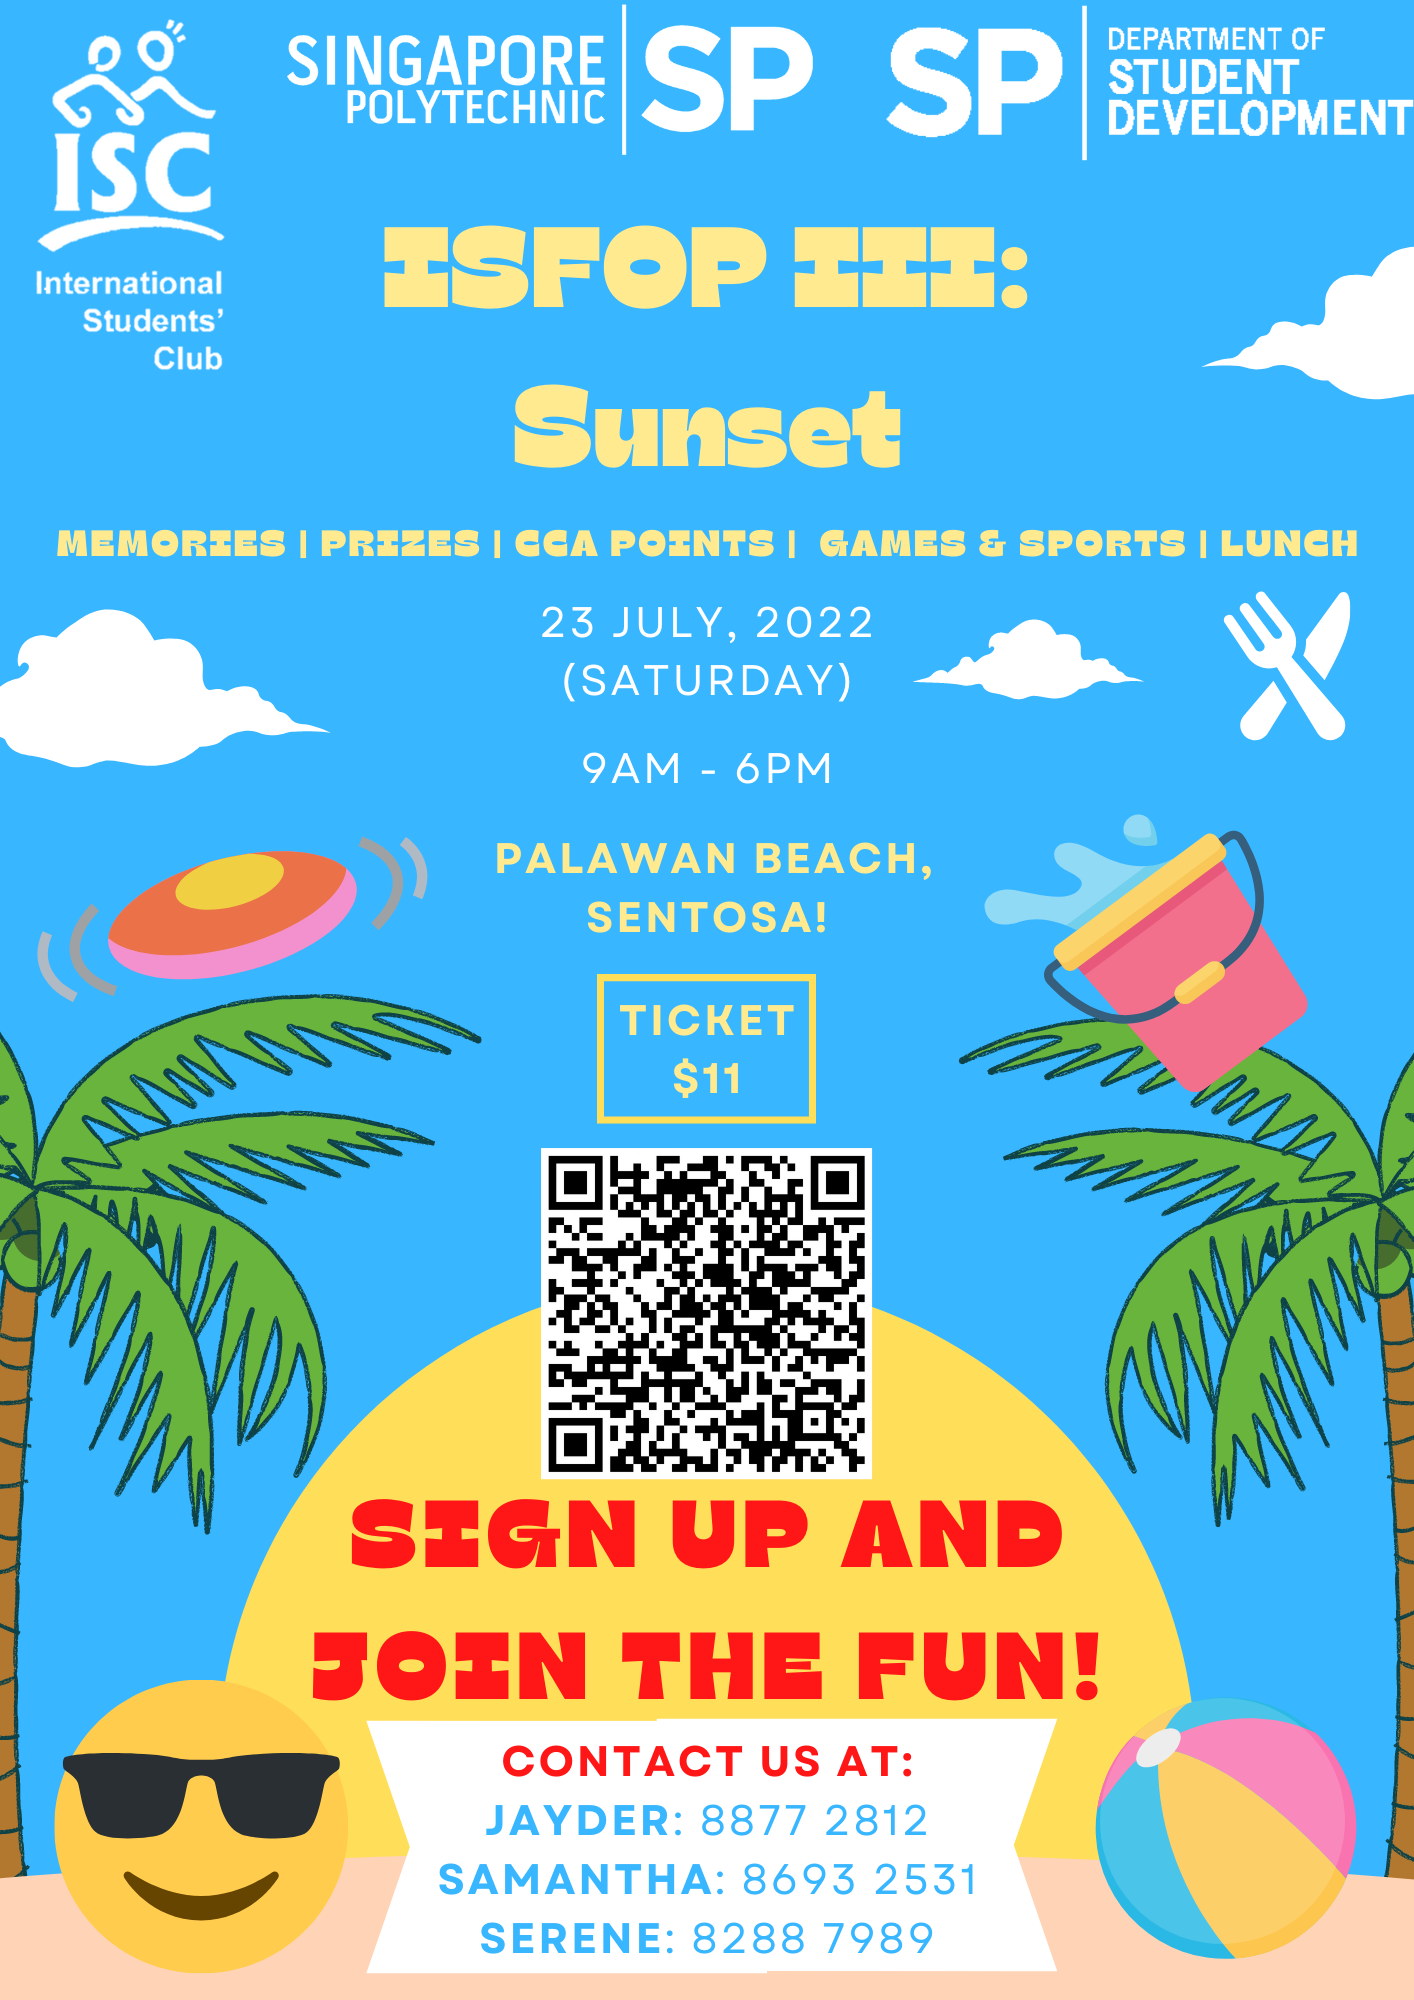 ISC
International
Students’
Club
SINGAPORE
POLYTECHNIC
SP
SP
DEPARTMENT OF
STUDENT
DEVELOPMENT
ISFOP III:
Sunset
MEMORIES | PRIZES | CCA POINTS | GAMES & SPORTS | LUNCH
23 JULY, 2022
(SATURDAY)
9AM - 6PM
PALAWAN BEACH,
SENTOSA!
TICKET
$11
SIGN UP AND
JOIN THE FUN!
CONTACT US AT:
JAYDER: 8877 2812
SAMANTHA: 8693 2531
SERENE: 8288 7989